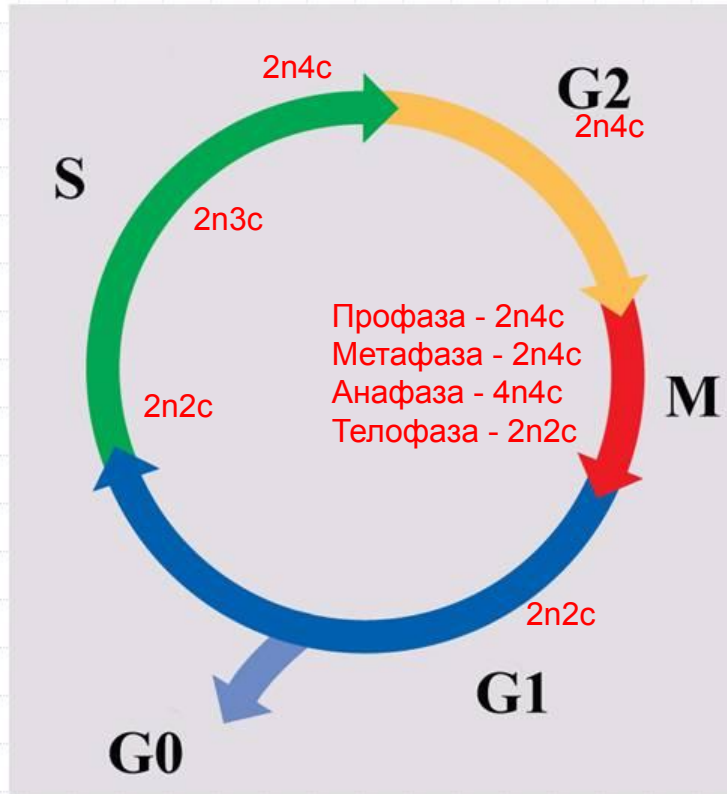 2n4c
G2
2n4c
S
2n3c
Профаза - 2n4c
Метафаза - 2n4c
Анафаза - 4n4c
Телофаза - 2n2c
M
2n2c
2n2c
G1
G0